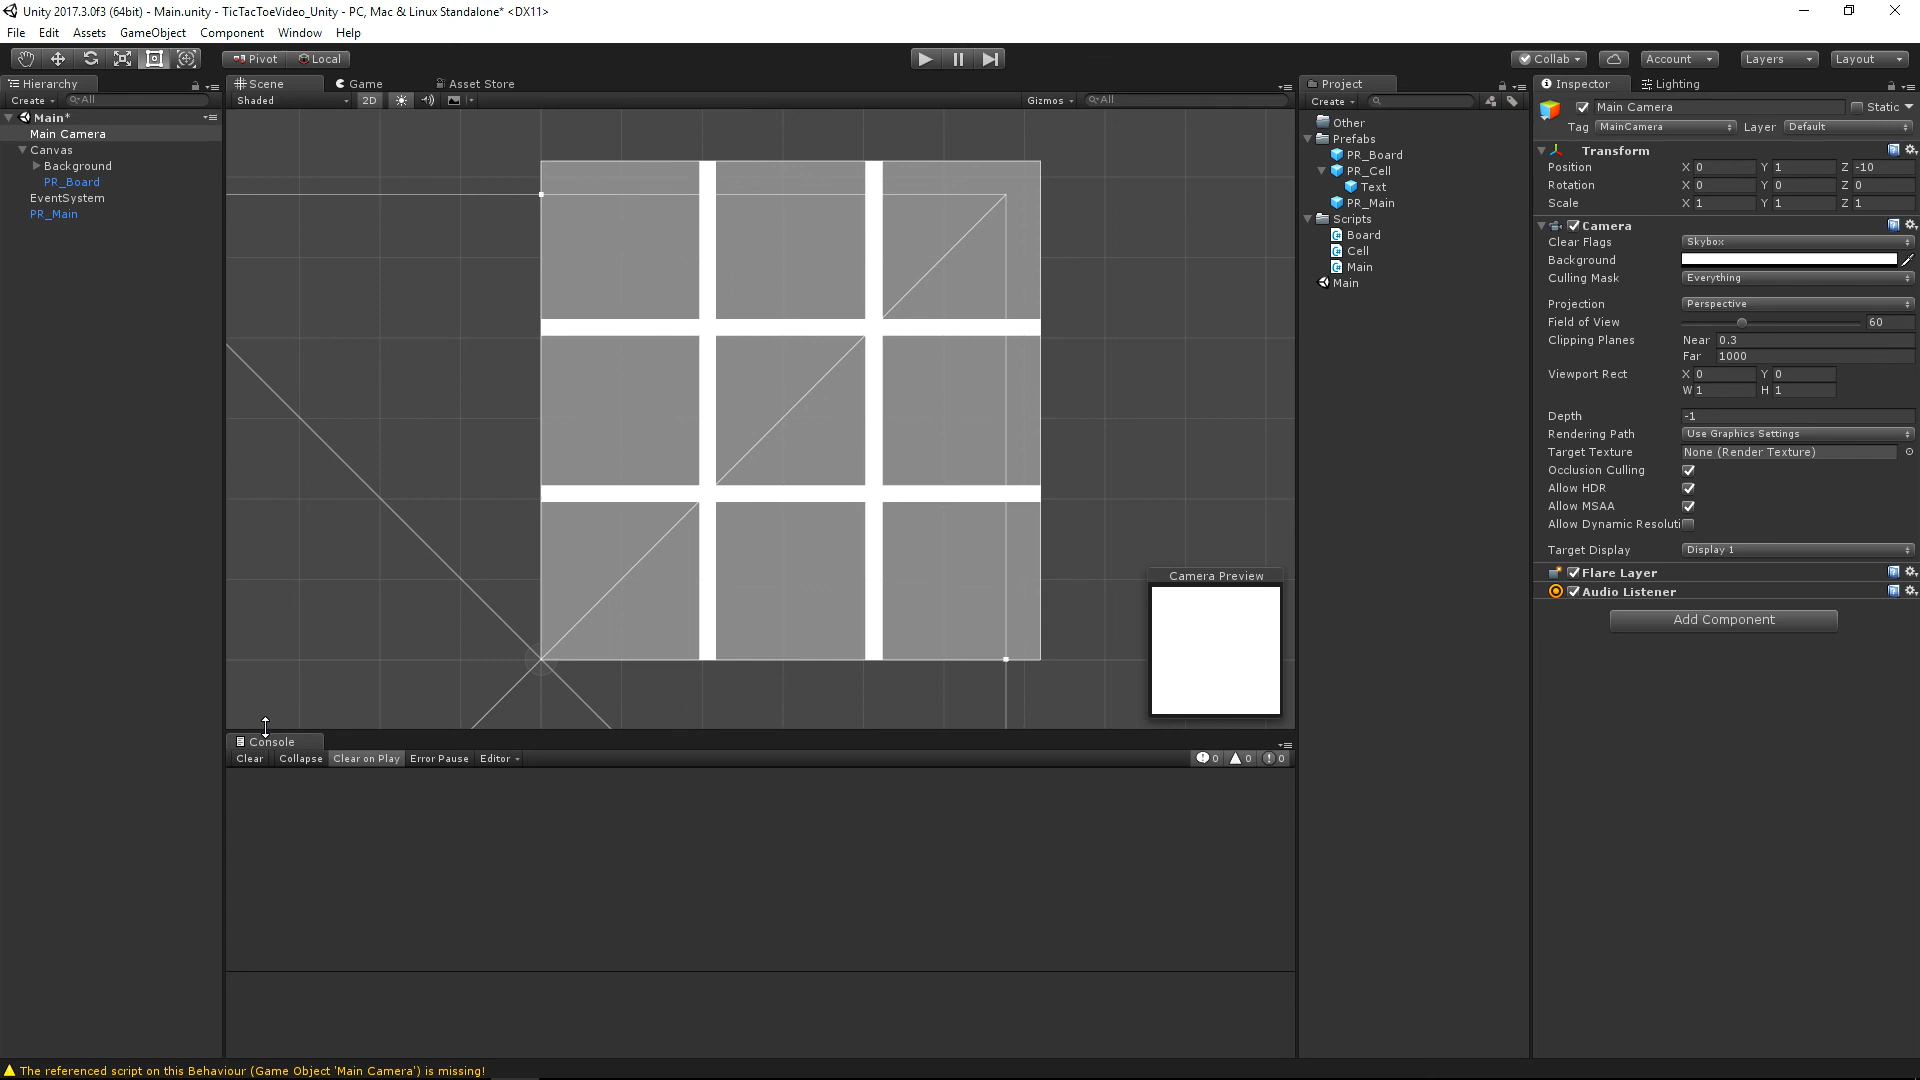 Unity 2017.3.0f3 (64bit) - Main.unity - TicTacToeVideo_Unity - PC, Mac & Linux Standalone* <DX11>
File Edit Assets GameObject Component Window Help
Pivot Local Collab Account Layers Layout
Hierarchy
Create All
Main*
Main Camera
Canvas
Background
PR_Board
EventSystem
PR_Main
Scene Game Asset Store
Shaded 2D Gizmos All
Camera Preview
Console
Clear Collapse Clear on Play Error Pause Editor 0 0 0
Project
Create
Other
Prefabs
PR_Board
PR_Cell
Text
PR_Main
Scripts
Board
Cell
Main
Main
Inspector Lighting
Main Camera Static
Tag MainCamera Layer Default
Transform
Position X 0 Y 1 Z -10
Rotation X 0 Y 0 Z 0
Scale X 1 Y 1 Z 1
Camera
Clear Flags Skybox
Background
Culling Mask Everything
Projection Perspective
Field of View 60
Clipping Planes Near 0.3
Far 1000
Viewport Rect X 0 Y 0
W 1 H 1
Depth -1
Rendering Path Use Graphics Settings
Target Texture None (Render Texture)
Occlusion Culling
Allow HDR
Allow MSAA
Allow Dynamic Resoluti
Target Display Display 1
Flare Layer
Audio Listener
Add Component
The referenced script on this Behaviour (Game Object 'Main Camera') is missing!